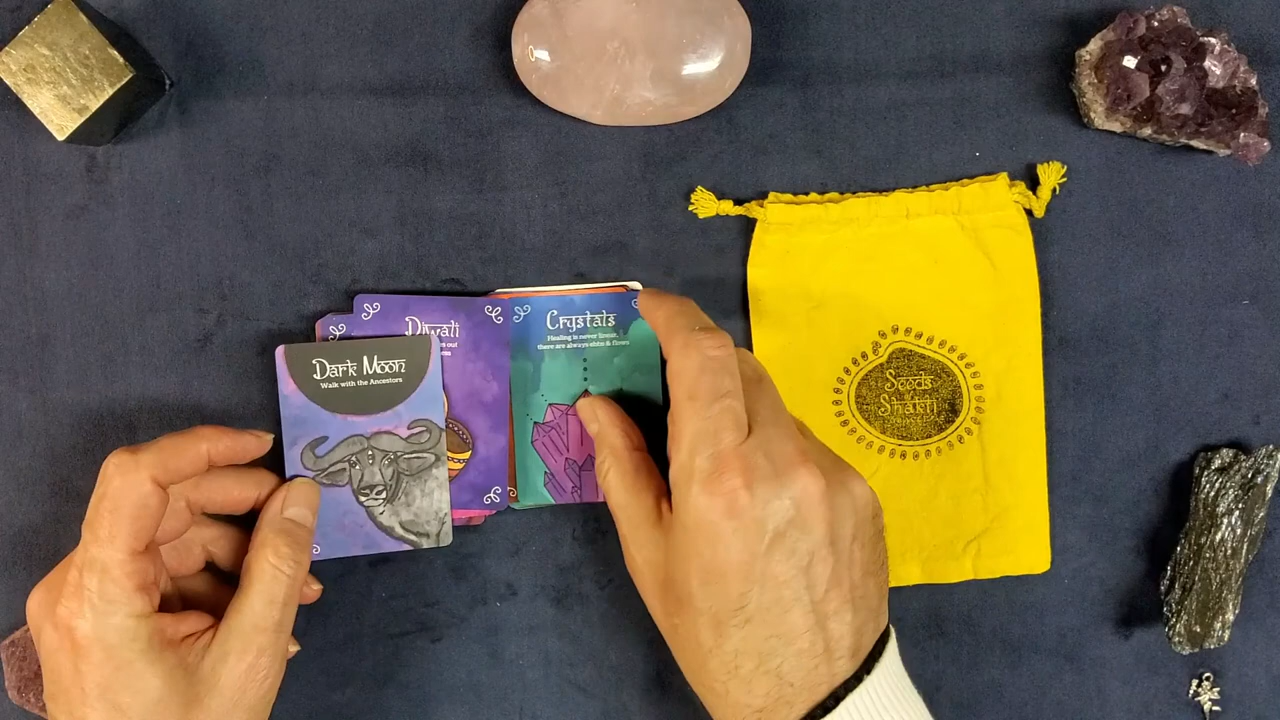 Dark Moon
Walk with the Ancestors
Diwali
Crystals
Healing is never linear,
there are always ebbs & flows
Seeds
of
Shakti